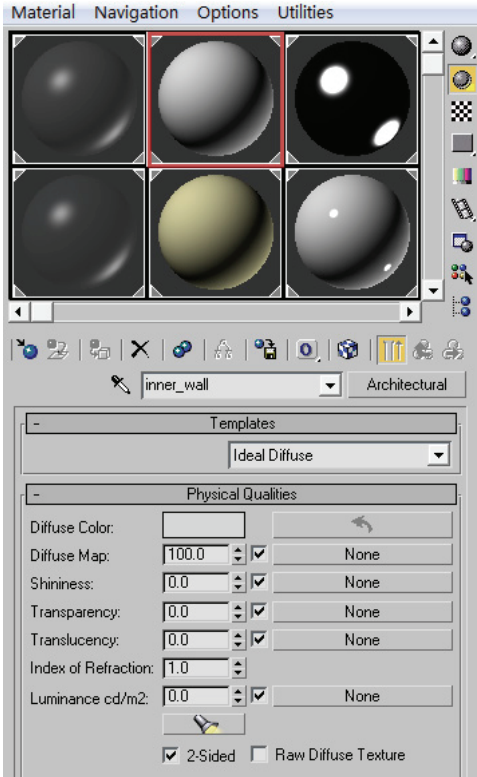 Material Navigation Options Utilities
inner_wall Architectural
- Templates
Ideal Diffuse
- Physical Qualities
Diffuse Color:
Diffuse Map: 100.0 None
Shininess: 0.0 None
Transparency: 0.0 None
Translucency: 0.0 None
Index of Refraction: 1.0
Luminance cd/m2: 0.0 None
2-Sided Raw Diffuse Texture